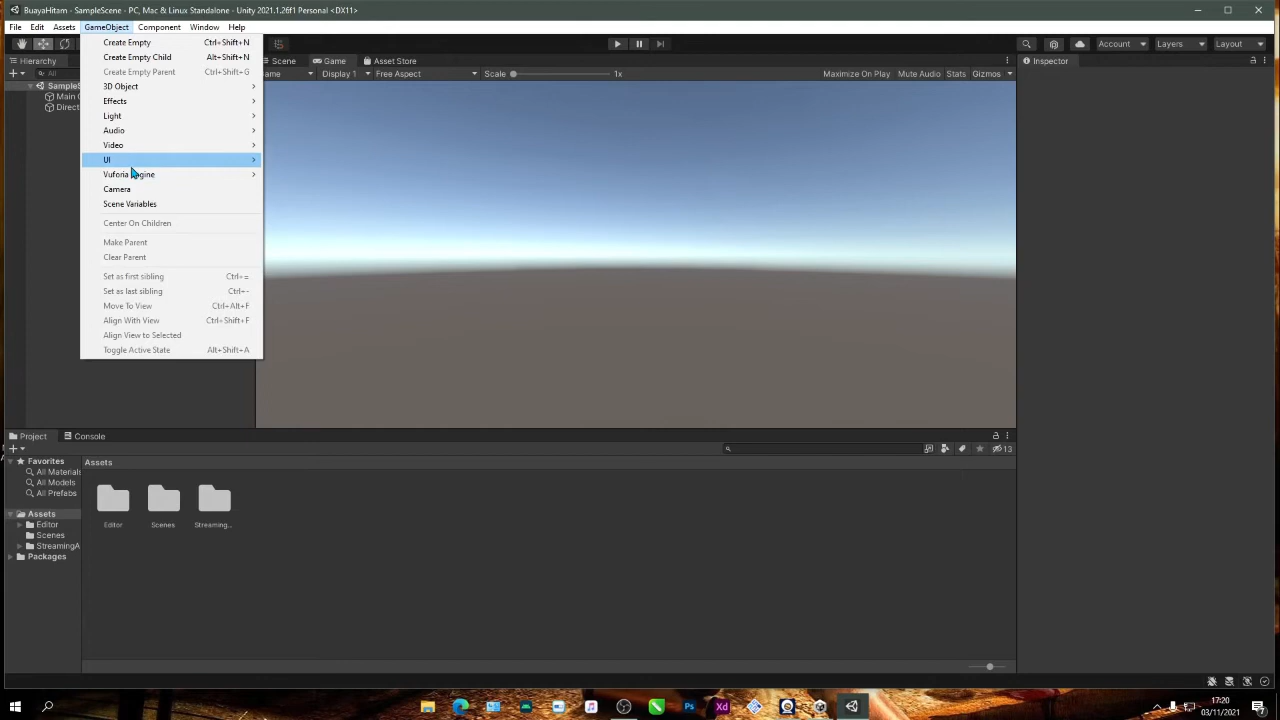 BuayaHitam - SampleScene - PC, Mac & Linux Standalone - Unity 2021.1.26f1 Personal <DX11>
File Edit Assets GameObject Component Window Help
Account Layers Layout
Hierarchy
All
Create Empty Ctrl+Shift+N
Create Empty Child Alt+Shift+N
Create Empty Parent Ctrl+Shift+G
3D Object
Effects
Light
Audio
Video
UI
Vuforia
Camera
Scene Variables
Center On Children
Make Parent
Clear Parent
Set as first sibling Ctrl+=
Set as last sibling Ctrl+-
Move To View Ctrl+Alt+F
Align With View Ctrl+Shift+F
Align View to Selected
Toggle Active State Alt+Shift+A
Scene Game Asset Store
Display 1 Free Aspect Scale 1x Maximize On Play Mute Audio Stats Gizmos
Inspector
Project Console
13
Favorites
All Materials
All Models
All Prefabs
Assets
Editor
Scenes
StreamingA
Packages
Assets
Editor Scenes Streaming...
17:20
03/11/2021